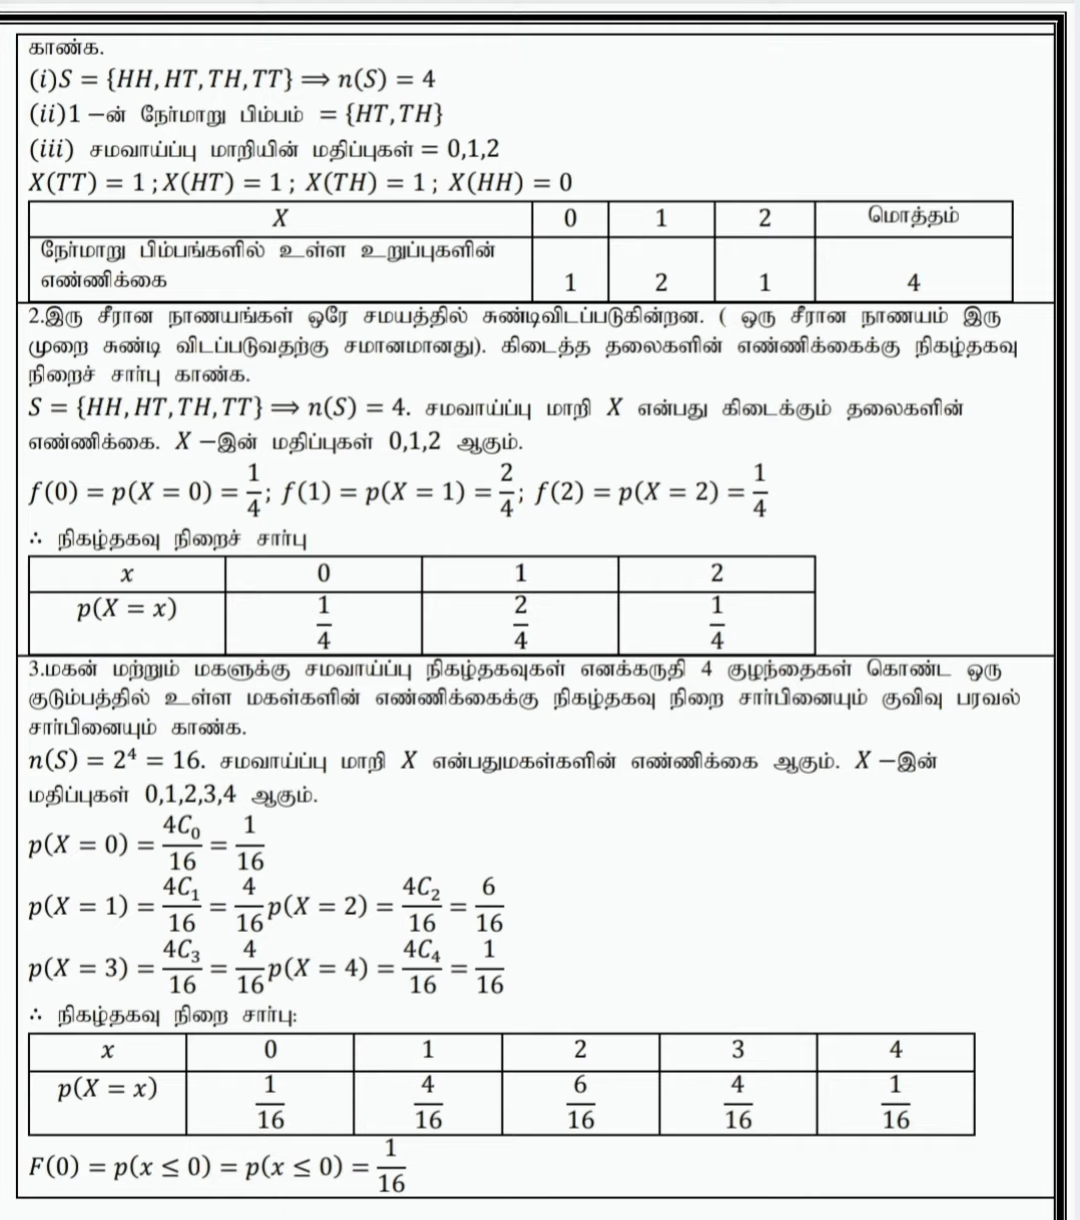 காண்க.
(i)S = {HH, HT, TH, TT} ⟹ n(S) = 4
(ii)1 −ன் நேர்மாறு பிம்பம் = {HT, TH}
(iii) சமவாய்ப்பு மாறியின் மதிப்புகள் = 0,1,2
X(TT) = 1 ; X(HT) = 1; X(TH) = 1; X(HH) = 0
X 0 1 2 மொத்தம்
நேர்மாறு பிம்பங்களில் உள்ள உறுப்புகளின்
எண்ணிக்கை 1 2 1 4
2.இரு சீரான நாணயங்கள் ஒரே சமயத்தில் சுண்டிவிடப்படுகின்றன. ( ஒரு சீரான நாணயம் இரு
முறை சுண்டி விடப்படுவதற்கு சமானமானது). கிடைத்த தலைகளின் எண்ணிக்கைக்கு நிகழ்தகவு
நிறைச் சார்பு காண்க.
S = {HH, HT, TH, TT} ⟹ n(S) = 4. சமவாய்ப்பு மாறி X என்பது கிடைக்கும் தலைகளின்
எண்ணிக்கை. X −இன் மதிப்புகள் 0,1,2 ஆகும்.
f(0) = p(X = 0) = 1/4; f(1) = p(X = 1) = 2/4; f(2) = p(X = 2) = 1/4
∴ நிகழ்தகவு நிறைச் சார்பு
x 0 1 2
p(X = x) 1/4 2/4 1/4
3.மகன் மற்றும் மகளுக்கு சமவாய்ப்பு நிகழ்தகவுகள் எனக்கருதி 4 குழந்தைகள் கொண்ட ஒரு
குடும்பத்தில் உள்ள மகள்களின் எண்ணிக்கைக்கு நிகழ்தகவு நிறை சார்பினையும் குவிவு பரவல்
சார்பினையும் காண்க.
n(S) = 2⁴ = 16. சமவாய்ப்பு மாறி X என்பதுமகள்களின் எண்ணிக்கை ஆகும். X −இன்
மதிப்புகள் 0,1,2,3,4 ஆகும்.
p(X = 0) = 4C₀/16 = 1/16
p(X = 1) = 4C₁/16 = 4/16 p(X = 2) = 4C₂/16 = 6/16
p(X = 3) = 4C₃/16 = 4/16 p(X = 4) = 4C₄/16 = 1/16
∴ நிகழ்தகவு நிறை சார்பு:
x 0 1 2 3 4
p(X = x) 1/16 4/16 6/16 4/16 1/16
F(0) = p(x ≤ 0) = p(x ≤ 0) = 1/16